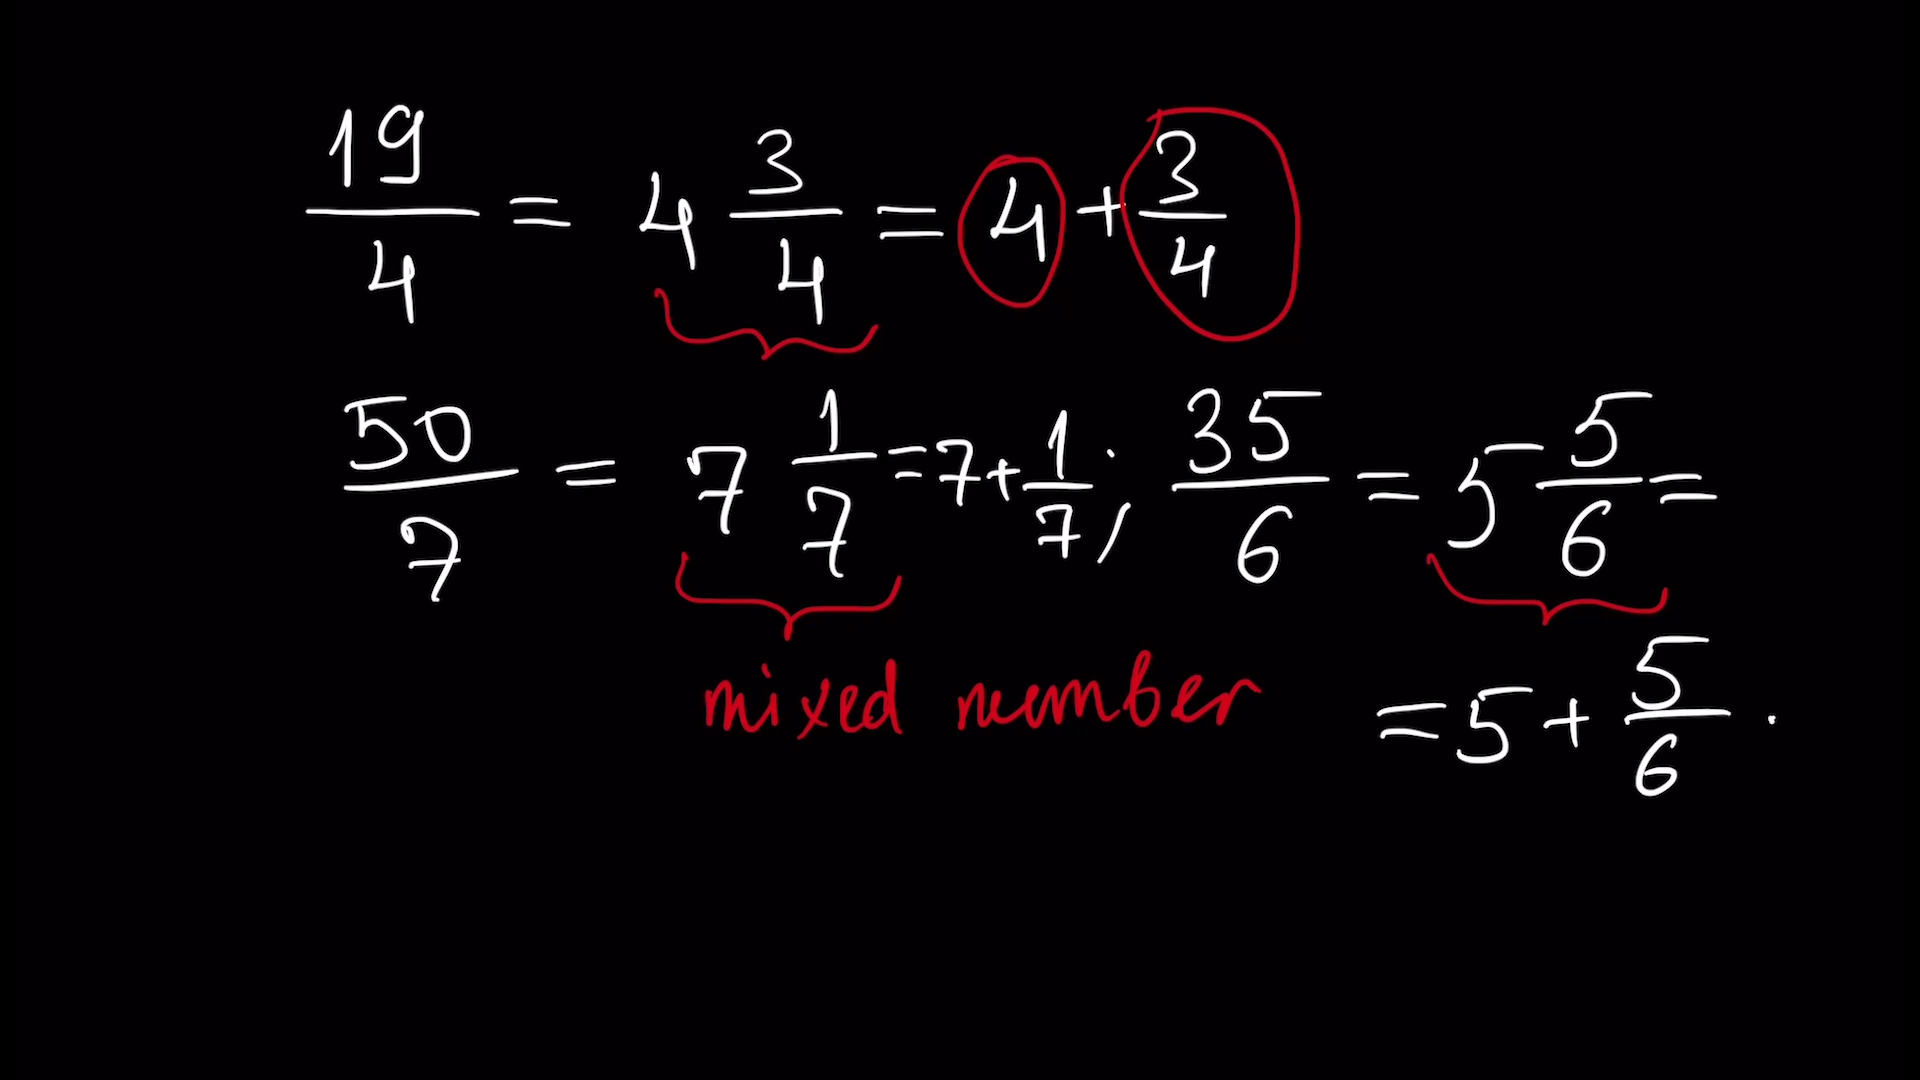 19/4 = 4 3/4 = 4 + 3/4
50/7 = 7 1/7 = 7 + 1/7; 35/6 = 5 5/6 =
= 5 + 5/6 .
mixed number